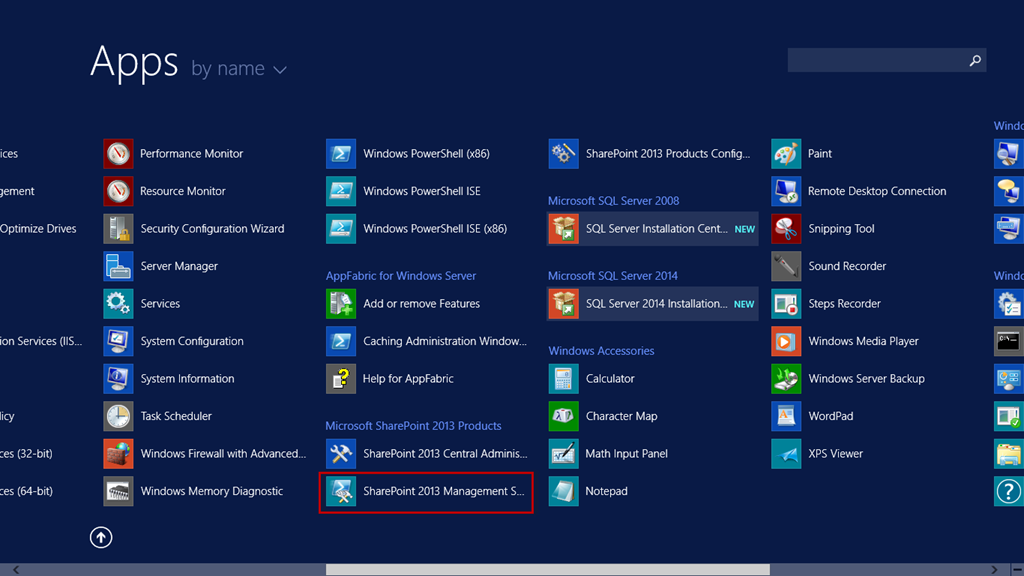 Apps by name
ices
gement
Optimize Drives
ion Services (IIS...
licy
ces (32-bit)
ces (64-bit)
Performance Monitor
Resource Monitor
Security Configuration Wizard
Server Manager
Services
System Configuration
System Information
Task Scheduler
Windows Firewall with Advanced...
Windows Memory Diagnostic
Windows PowerShell (x86)
Windows PowerShell ISE
Windows PowerShell ISE (x86)
AppFabric for Windows Server
Add or remove Features
Caching Administration Window...
Help for AppFabric
Microsoft SharePoint 2013 Products
SharePoint 2013 Central Adminis...
SharePoint 2013 Management S...
SharePoint 2013 Products Config...
Microsoft SQL Server 2008
SQL Server Installation Cent... NEW
Microsoft SQL Server 2014
SQL Server 2014 Installation... NEW
Windows Accessories
Calculator
Character Map
Math Input Panel
Notepad
Paint
Remote Desktop Connection
Snipping Tool
Sound Recorder
Steps Recorder
Windows Media Player
Windows Server Backup
WordPad
XPS Viewer
Windo
Windo